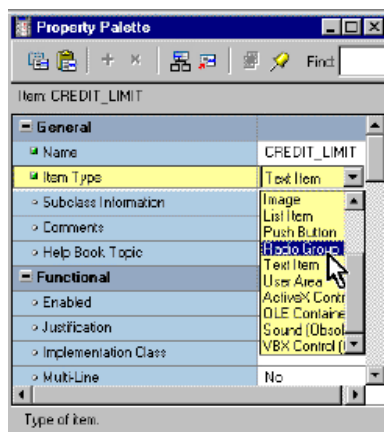 Property Palette
Find:
Item: CREDIT_LIMIT
General
Name CREDIT_LIMIT
Item Type Text Item
Subclass Information
Image
List Item
Comments
Push Button
Radio Group
Help Book Topic
Text Item
Functional
User Area
Enabled
ActiveX Contr
OLE Containe
Justification
Sound (Obsol
Implementation Class
VBX Control (
Multi-Line No
Type of item.